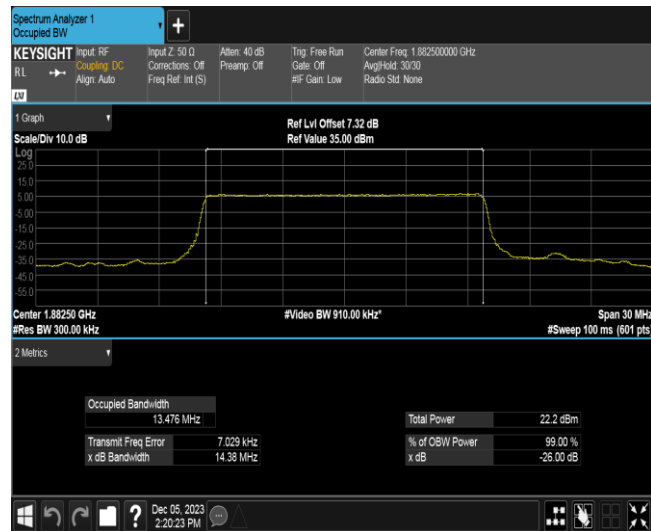 Spectrum Analyzer 1
Occupied BW
+
KEYSIGHT Input: RF Input Z: 50 Ω Atten: 40 dB Trig: Free Run Center Freq: 1.882500000 GHz
RL Coupling: DC Corrections: Off Preamp: Off Gate: Off Avg|Hold: 30/30
Align: Auto Freq Ref: Int (S) #IF Gain: Low Radio Std: None
LXI
1 Graph
Ref Lvl Offset 7.32 dB
Scale/Div 10.0 dB Ref Value 35.00 dBm
Log
25.0
15.0
5.00
-5.00
-15.0
-25.0
-35.0
-45.0
-55.0
Center 1.88250 GHz #Video BW 910.00 kHz* Span 30 MHz
#Res BW 300.00 kHz #Sweep 100 ms (601 pts)
2 Metrics
Occupied Bandwidth
13.476 MHz Total Power 22.2 dBm
Transmit Freq Error 7.029 kHz % of OBW Power 99.00 %
x dB Bandwidth 14.38 MHz x dB -26.00 dB
? Dec 05, 2023
2:20:23 PM